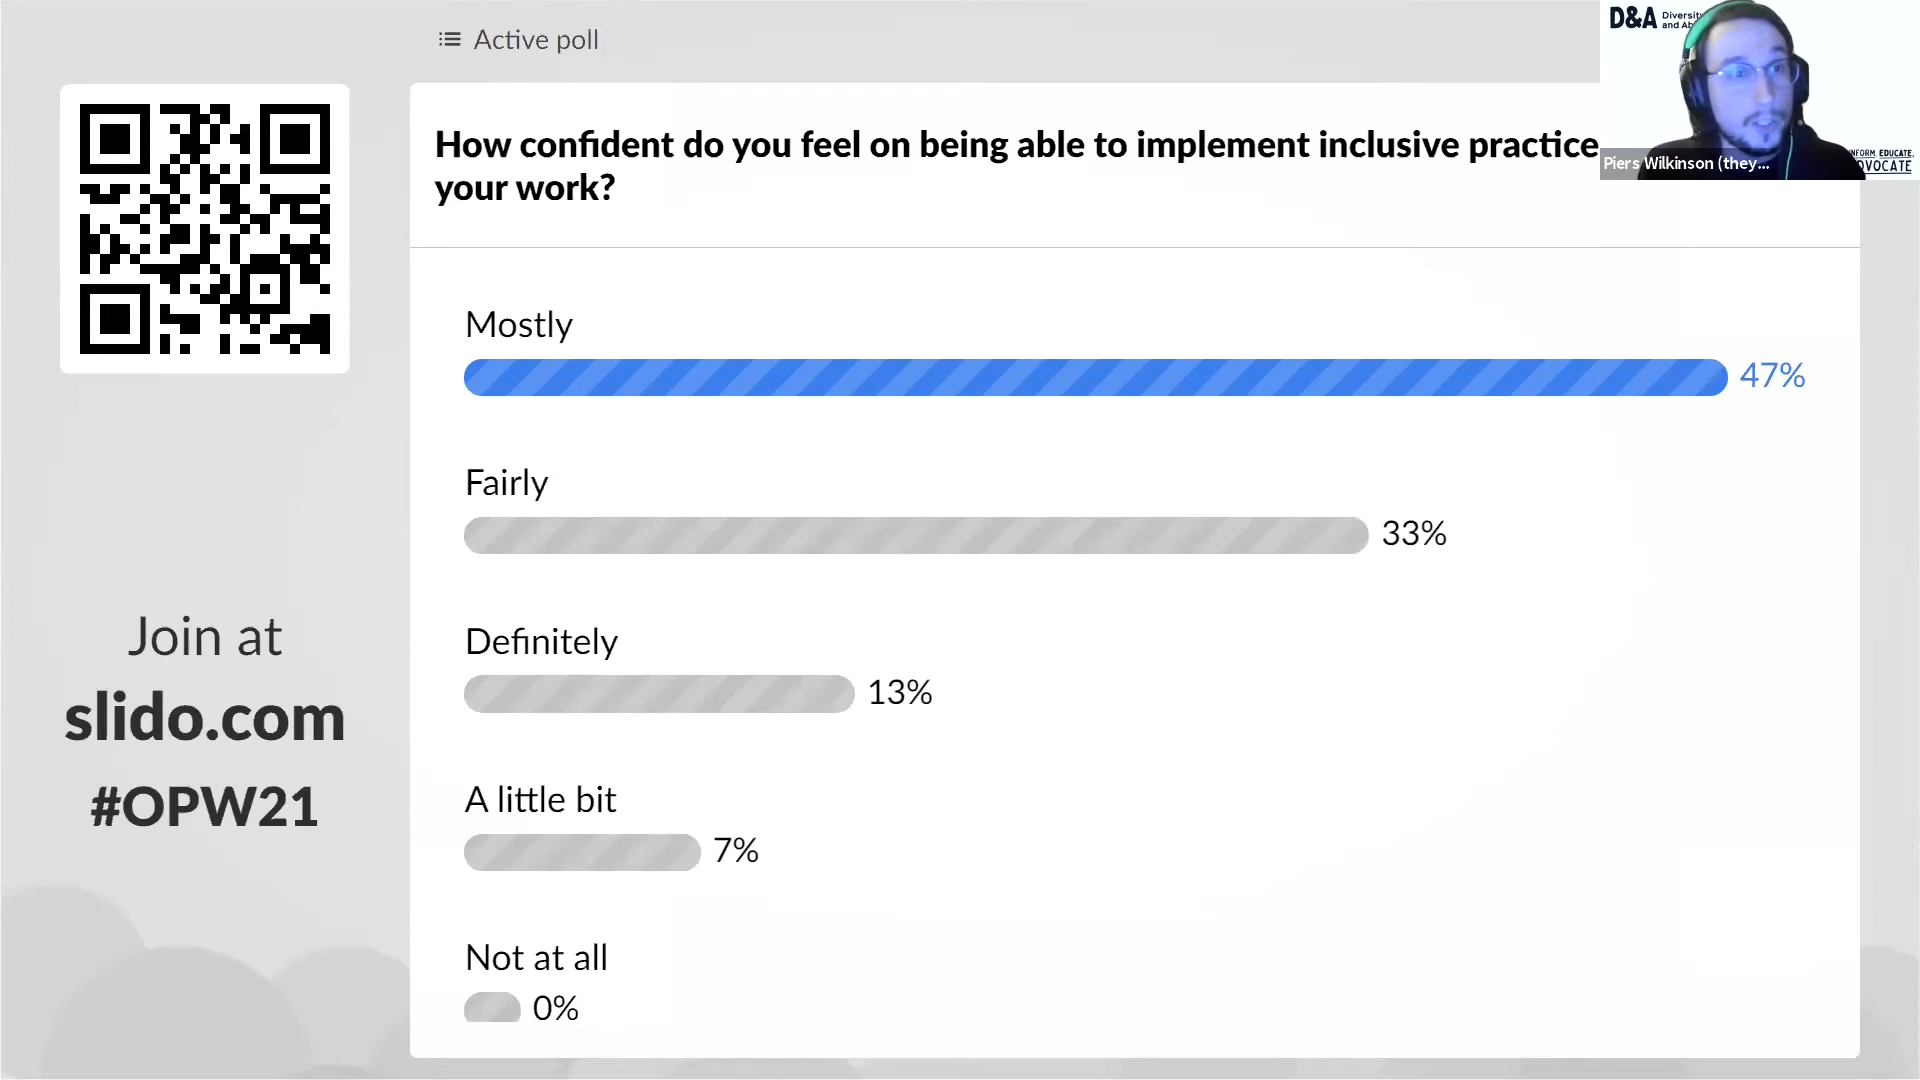 Active poll
D&A
How confident do you feel on being able to implement inclusive practice
your work?
Piers Wilkinson (they...
EDUCATE.
Mostly
47%
Fairly
33%
Definitely
13%
A little bit
7%
Not at all
0%
Join at
slido.com
#OPW21